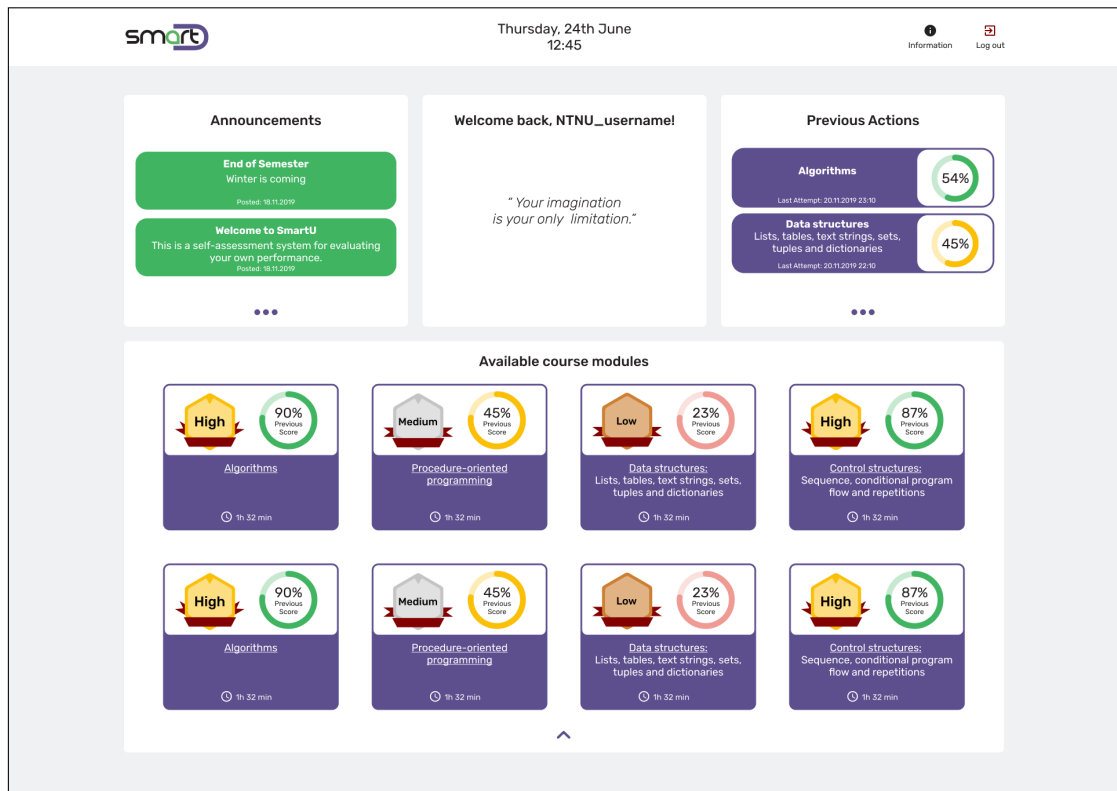 smart
Thursday, 24th June
12:45
Information
Log out
Announcements
End of Semester
Winter is coming
Posted: 18.11.2019
Welcome to SmartU
This is a self-assessment system for evaluating
your own performance.
Posted: 18.11.2019
Welcome back, NTNU_username!
“ Your imagination
is your only limitation.”
Previous Actions
Algorithms
Last Attempt: 20.11.2019 23:10
54%
Data structures
Lists, tables, text strings, sets,
tuples and dictionaries
Last Attempt: 20.11.2019 22:10
45%
Available course modules
High
90%
Previous
Score
Algorithms
1h 32 min
Medium
45%
Previous
Score
Procedure-oriented
programming
1h 32 min
Low
23%
Previous
Score
Data structures:
Lists, tables, text strings, sets,
tuples and dictionaries
1h 32 min
High
87%
Previous
Score
Control structures:
Sequence, conditional program
flow and repetitions
1h 32 min
High
90%
Previous
Score
Algorithms
1h 32 min
Medium
45%
Previous
Score
Procedure-oriented
programming
1h 32 min
Low
23%
Previous
Score
Data structures:
Lists, tables, text strings, sets,
tuples and dictionaries
1h 32 min
High
87%
Previous
Score
Control structures:
Sequence, conditional program
flow and repetitions
1h 32 min